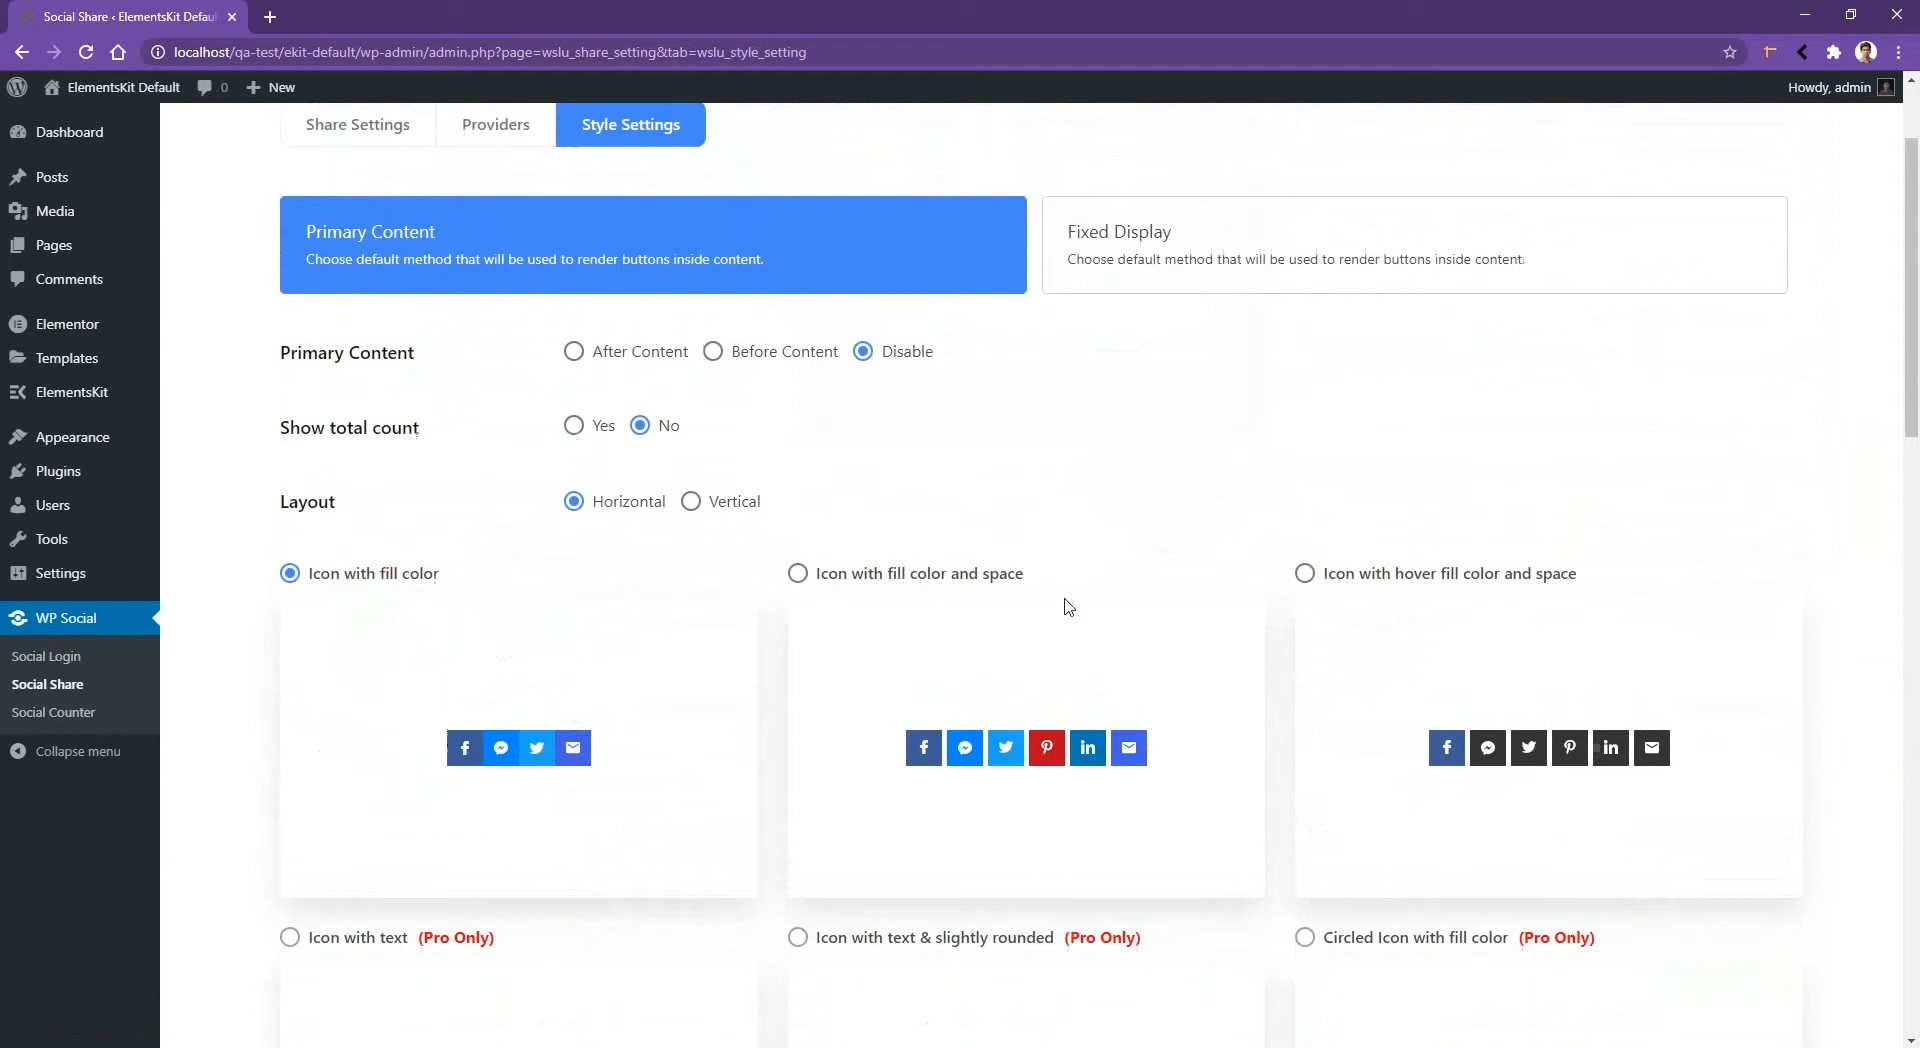 Social Share ‹ ElementsKit Defau
localhost/qa-test/ekit-default/wp-admin/admin.php?page=wslu_share_setting&tab=wslu_style_setting
ElementsKit Default
0
New
Howdy, admin
Dashboard
Posts
Media
Pages
Comments
Elementor
Templates
ElementsKit
Appearance
Plugins
Users
Tools
Settings
WP Social
Social Login
Social Share
Social Counter
Collapse menu
Share Settings
Providers
Style Settings
Primary Content
Choose default method that will be used to render buttons inside content.
Fixed Display
Choose default method that will be used to render buttons inside content.
Primary Content
After Content
Before Content
Disable
Show total count
Yes
No
Layout
Horizontal
Vertical
Icon with fill color
Icon with fill color and space
Icon with hover fill color and space
Icon with text (Pro Only)
Icon with text & slightly rounded (Pro Only)
Circled Icon with fill color (Pro Only)